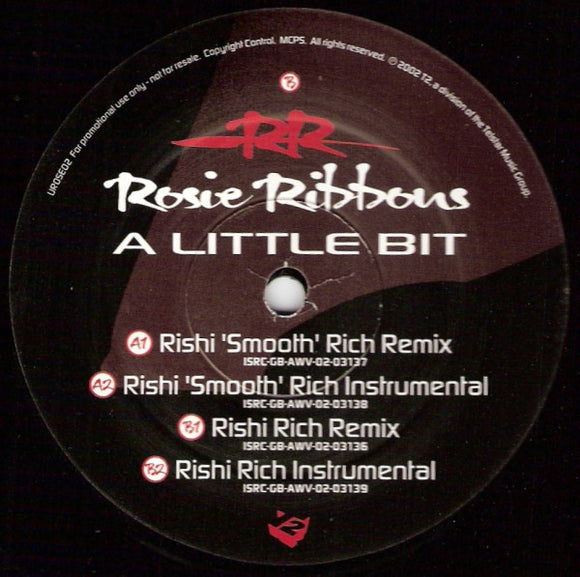 VROSE02 For promotional use only - not for resale. Copyright Control. MCPS. All rights reserved. ℗ 2002 T2, a division of the Telstar Music Group.
B
RR
Rosie Ribbons
A LITTLE BIT
A1 Rishi 'Smooth' Rich Remix
ISRC-GB-AWV-02-03137
A2 Rishi 'Smooth' Rich Instrumental
ISRC-GB-AWV-02-03138
B1 Rishi Rich Remix
ISRC-GB-AWV-02-03136
B2 Rishi Rich Instrumental
ISRC-GB-AWV-02-03139
2